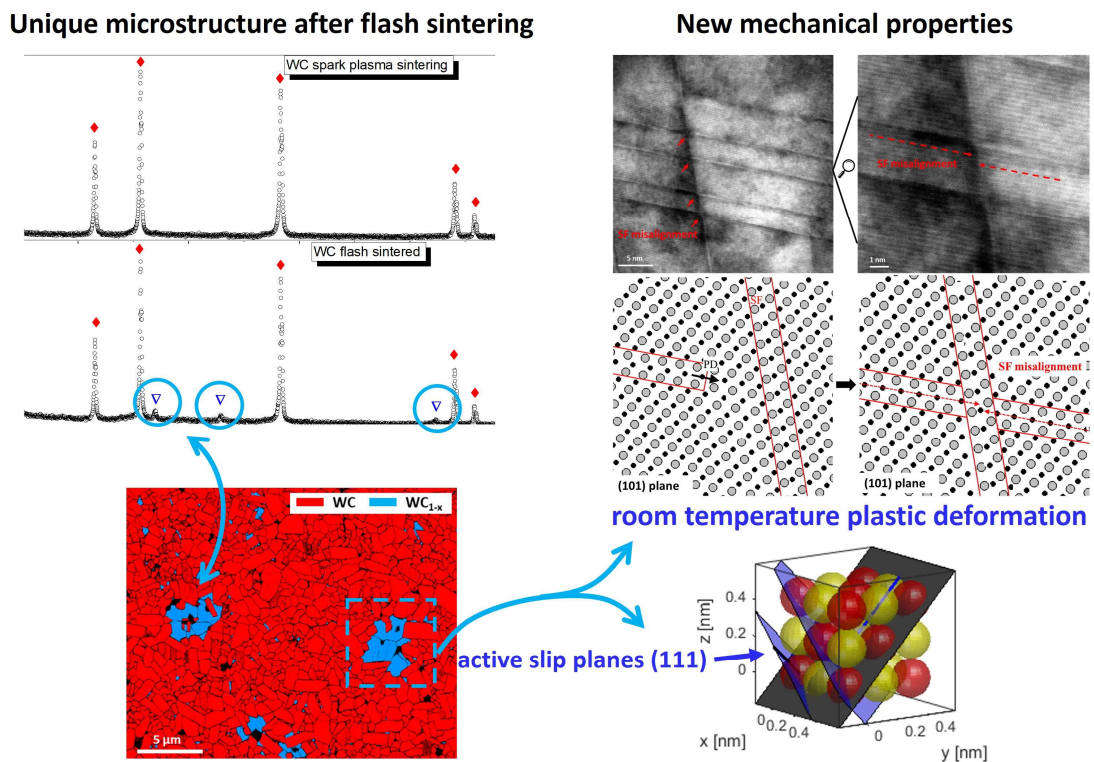 Unique microstructure after flash sintering
New mechanical properties
WC spark plasma sintering
WC flash sintered
∇
∇
∇
WC
WC1-x
5 µm
SF misalignment
5 nm
SF misalignment
1 nm
SF
PD
(101) plane
SF misalignment
(101) plane
room temperature plastic deformation
active slip planes (111)
z [nm]
0.4
0.2
0
0
0.2
0.4
x [nm]
0
0.2
0.4
y [nm]